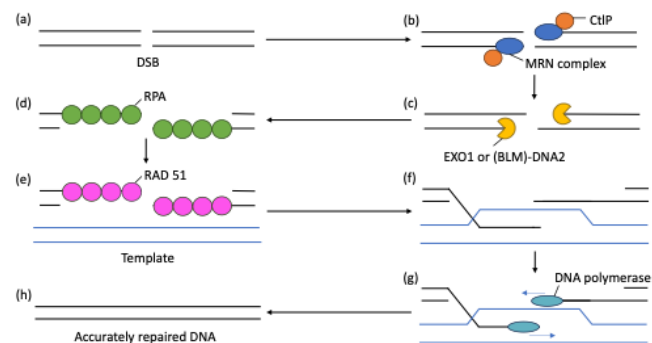 (a)
DSB
(b)
CtIP
MRN complex
(d)
RPA
(c)
EXO1 or (BLM)-DNA2
(e)
RAD 51
Template
(f)
(g)
DNA polymerase
(h)
Accurately repaired DNA